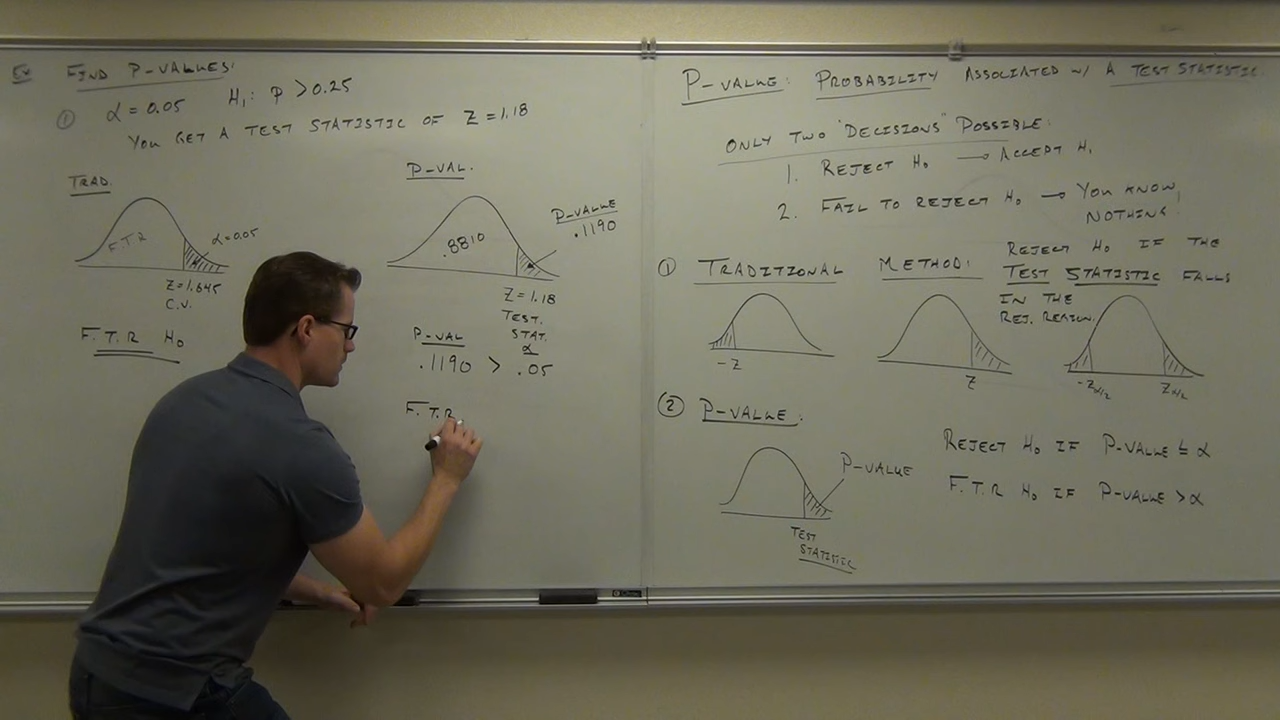 Ex FIND P-VALUES:
① α = 0.05 H₁: P > 0.25
YOU GET A TEST STATISTIC OF Z = 1.18
TRAD.
F.T.R
α = 0.05
Z = 1.645
C.V.
F.T.R H₀
P-VAL.
.8810
P-VALUE
.1190
Z = 1.18
TEST.
STAT.
P-VAL α
.1190 > .05
F.T.R
P-VALUE: PROBABILITY ASSOCIATED W/ A TEST STATISTIC.
ONLY TWO "DECISIONS" POSSIBLE:
1. REJECT H₀ → ACCEPT H₁
2. FAIL TO REJECT H₀ → YOU KNOW
NOTHING.
① TRADITIONAL METHOD:
REJECT H₀ IF THE
TEST STATISTIC FALLS
IN THE
REJ. REGION.
-Z
Z
-Zα/2
Zα/2
② P-VALUE:
P-VALUE
TEST
STATISTIC
REJECT H₀ IF P-VALUE ≤ α
F.T.R H₀ IF P-VALUE > α